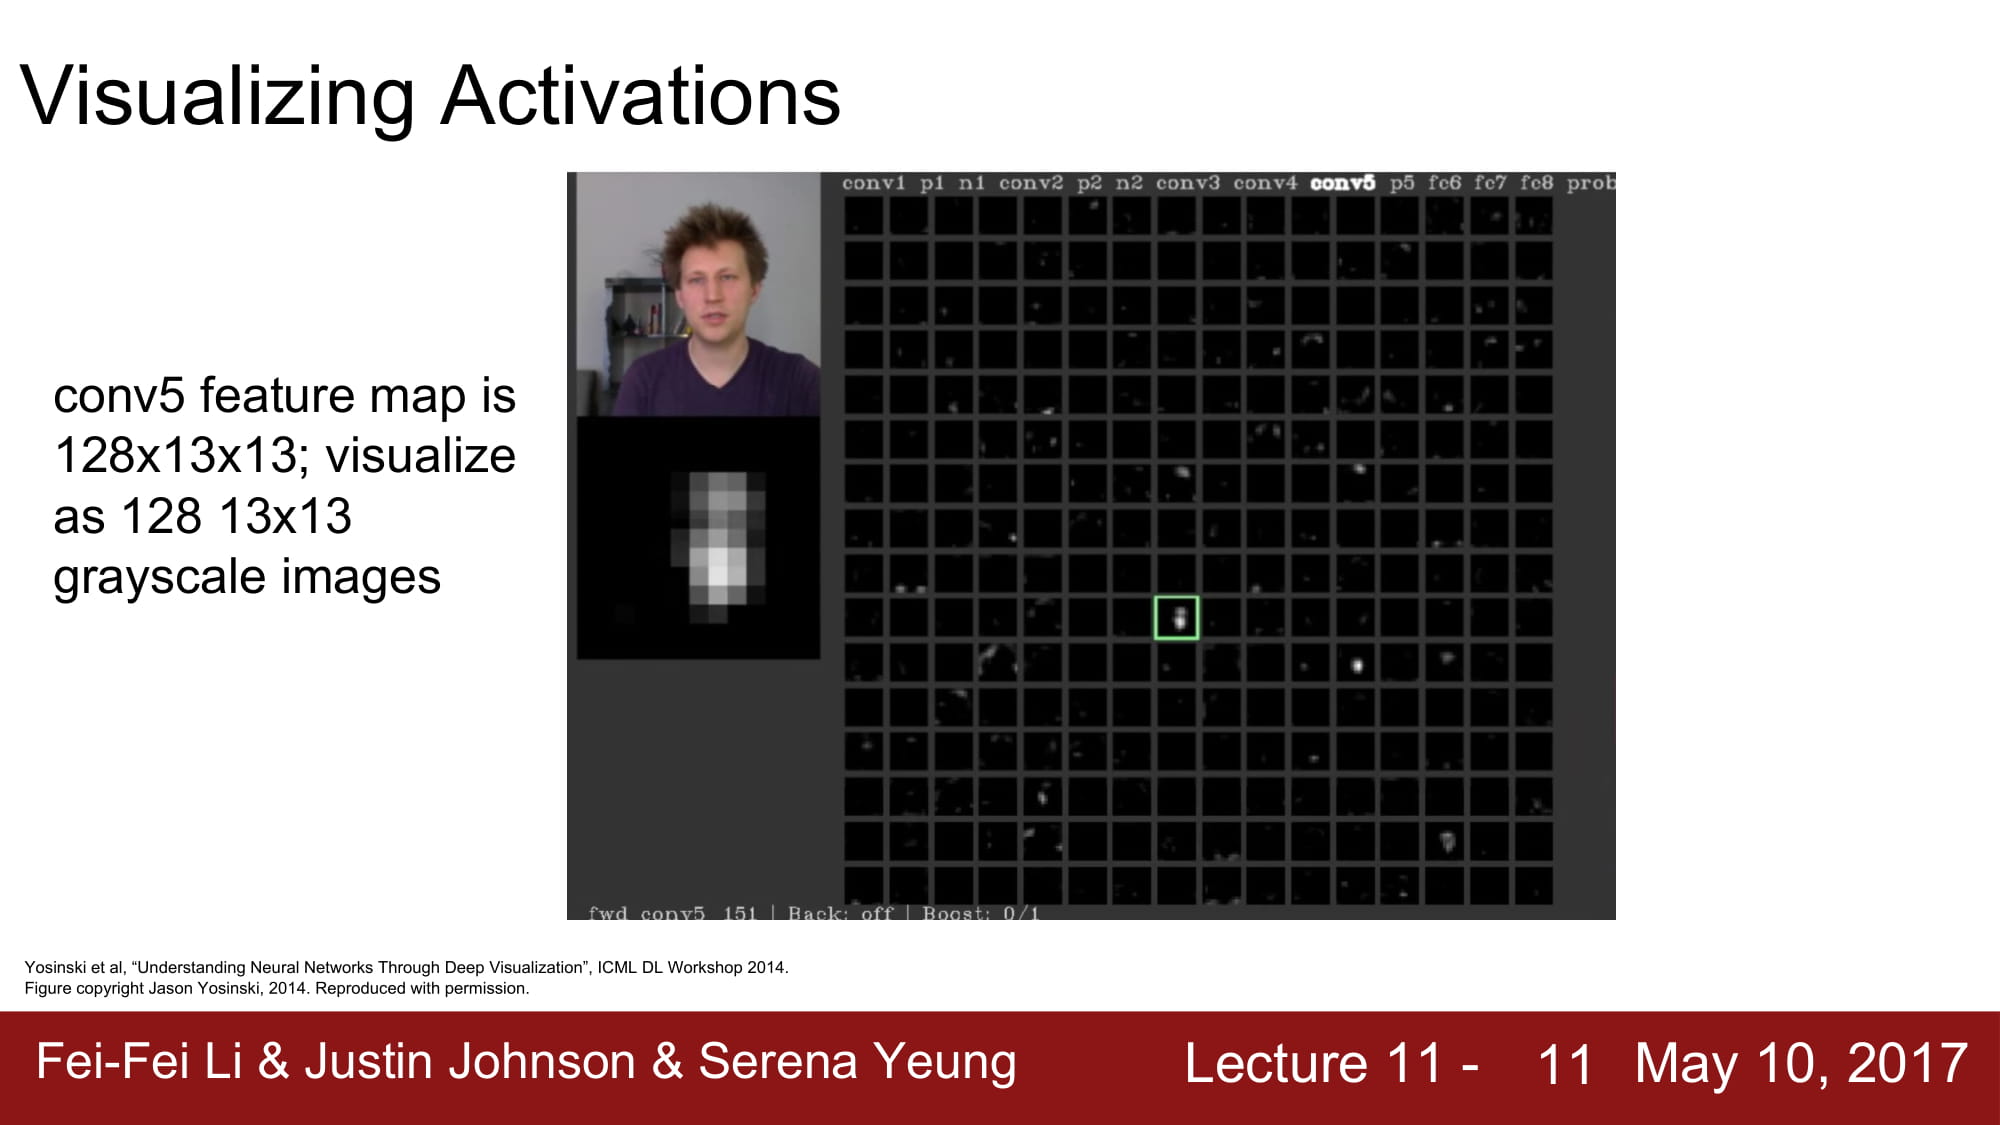 Visualizing Activations
conv1 p1 n1 conv2 p2 n2 conv3 conv4 conv5 p5 fc6 fc7 fc8 prob
conv5 feature map is
128x13x13; visualize
as 128 13x13
grayscale images
fwd conv5_151 | Back: off | Boost: 0/1
Yosinski et al, “Understanding Neural Networks Through Deep Visualization”, ICML DL Workshop 2014.
Figure copyright Jason Yosinski, 2014. Reproduced with permission.
Fei-Fei Li & Justin Johnson & Serena Yeung
Lecture 11 - 11 May 10, 2017